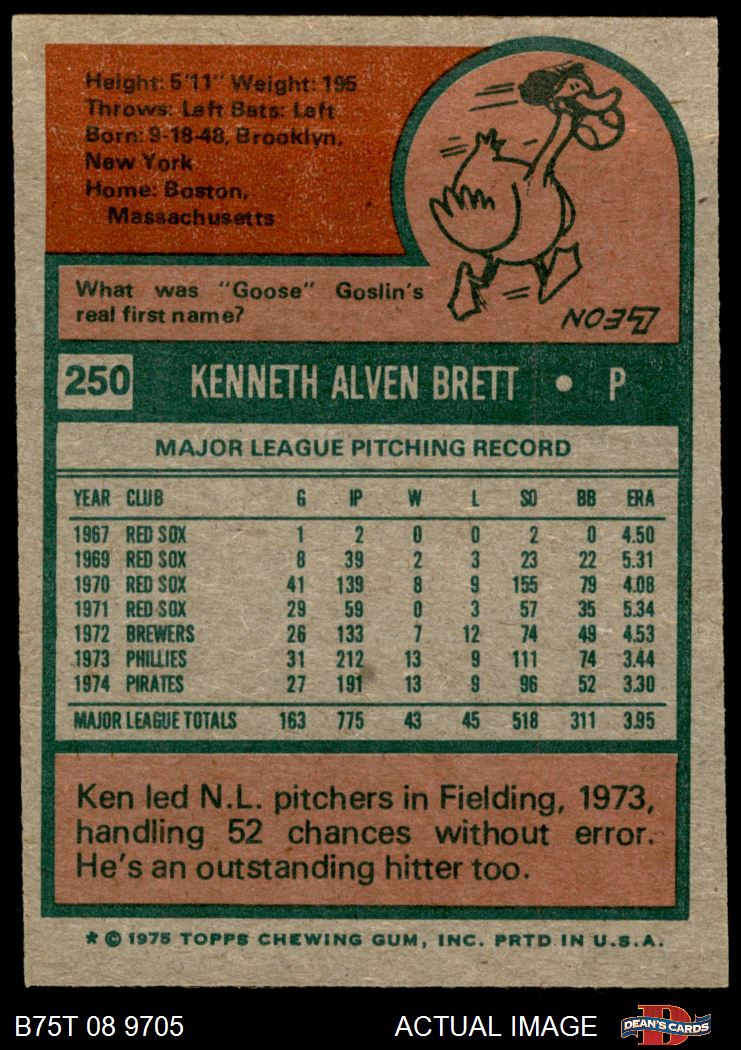 Height: 5'11" Weight: 195
Throws: Left Bats: Left
Born: 9-18-48, Brooklyn,
New York
Home: Boston,
Massachusetts
What was "Goose" Goslin's
real first name?
LEON
250 KENNETH ALVEN BRETT • P
MAJOR LEAGUE PITCHING RECORD
YEAR CLUB G IP W L SO BB ERA
1967 RED SOX 1 2 0 0 2 0 4.50
1969 RED SOX 8 39 2 3 23 22 5.31
1970 RED SOX 41 139 8 9 155 79 4.08
1971 RED SOX 29 59 0 3 57 35 5.34
1972 BREWERS 26 133 7 12 74 49 4.53
1973 PHILLIES 31 212 13 9 111 74 3.44
1974 PIRATES 27 191 13 9 96 52 3.30
MAJOR LEAGUE TOTALS 163 775 43 45 518 311 3.95
Ken led N.L. pitchers in Fielding, 1973,
handling 52 chances without error.
He's an outstanding hitter too.
* © 1975 TOPPS CHEWING GUM, INC. PRTD. IN U.S.A.
B75T 08 9705 ACTUAL IMAGE
D
DEAN'S CARDS